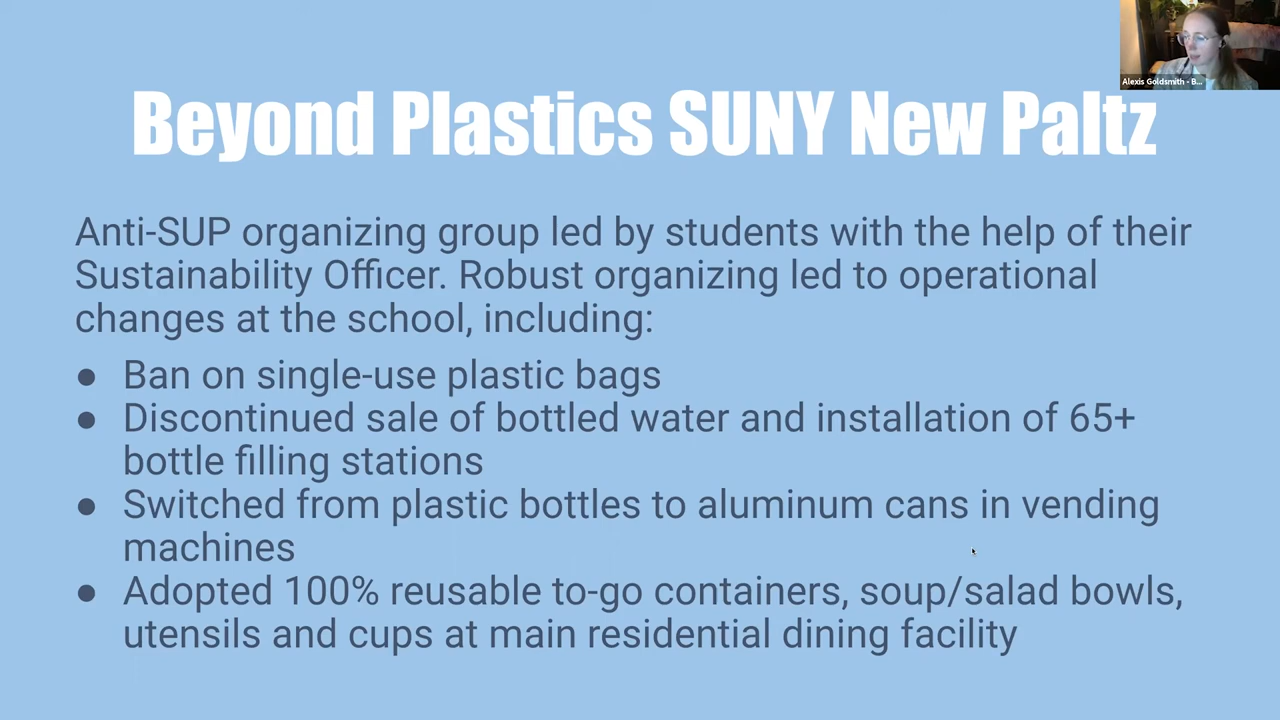 Alexis Goldsmith - B...
Beyond Plastics SUNY New Paltz
Anti-SUP organizing group led by students with the help of their
Sustainability Officer. Robust organizing led to operational
changes at the school, including:
● Ban on single-use plastic bags
● Discontinued sale of bottled water and installation of 65+
bottle filling stations
● Switched from plastic bottles to aluminum cans in vending
machines
● Adopted 100% reusable to-go containers, soup/salad bowls,
utensils and cups at main residential dining facility